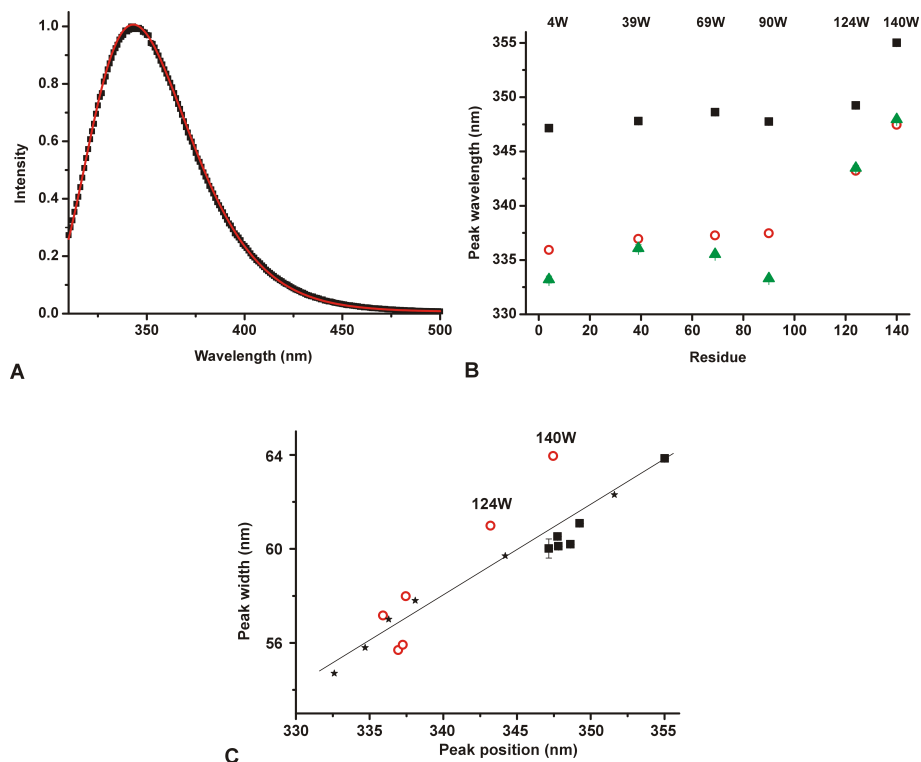 4W 39W 69W 90W 124W 140W
1.0
0.8
0.6
0.4
0.2
0.0
350 400 450 500
Intensity
Wavelength (nm)
A
355
350
345
340
335
330
0 20 40 60 80 100 120 140
Peak wavelength (nm)
Residue
B
64
60
56
140W
124W
330 335 340 345 350 355
Peak width (nm)
Peak position (nm)
C